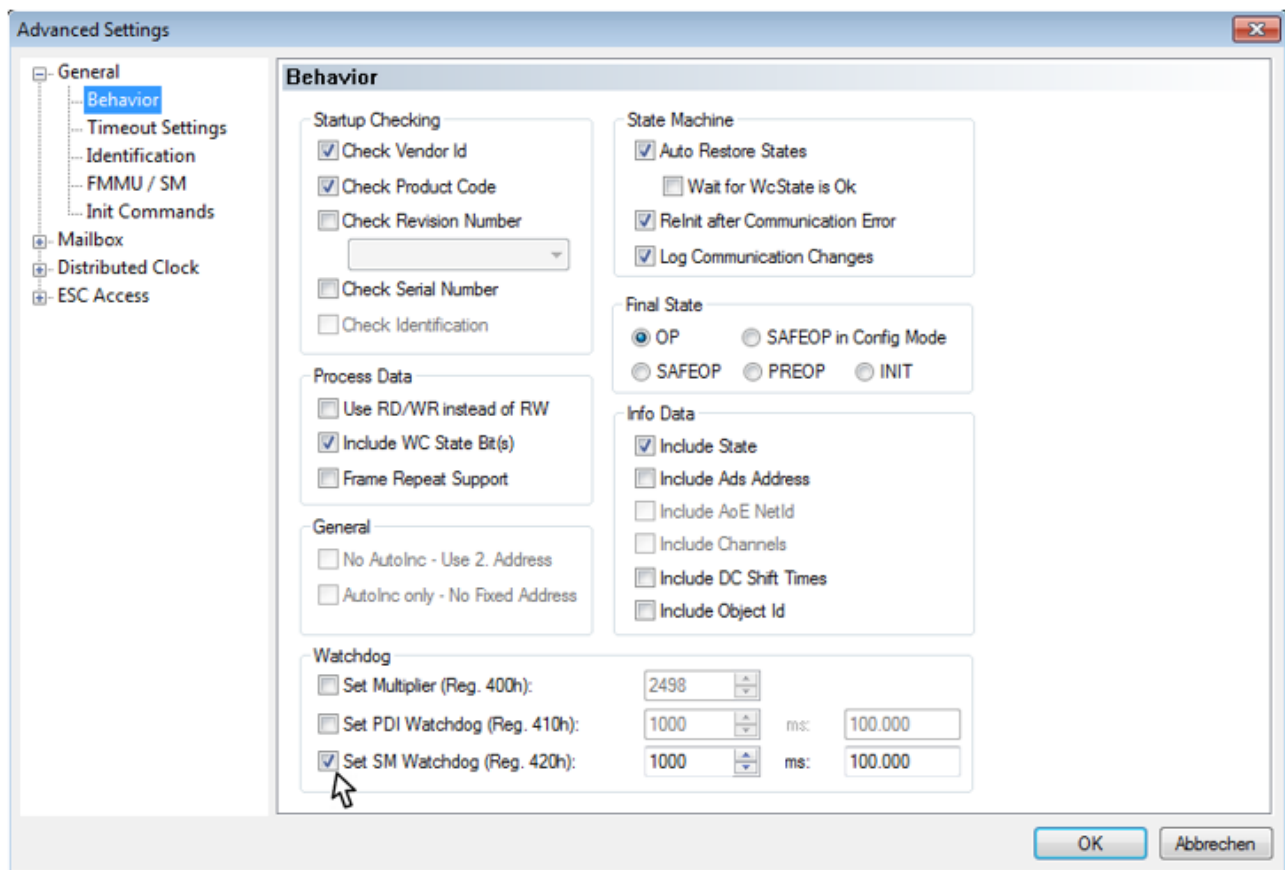 Advanced Settings
General
Behavior
Timeout Settings
Identification
FMMU / SM
Init Commands
Mailbox
Distributed Clock
ESC Access
Behavior
Startup Checking
Check Vendor Id
Check Product Code
Check Revision Number
Check Serial Number
Check Identification
Process Data
Use RD/WR instead of RW
Include WC State Bit(s)
Frame Repeat Support
General
No AutoInc - Use 2. Address
AutoInc only - No Fixed Address
State Machine
Auto Restore States
Wait for WcState is Ok
ReInit after Communication Error
Log Communication Changes
Final State
OP SAFEOP in Config Mode
SAFEOP PREOP INIT
Info Data
Include State
Include Ads Address
Include AoE NetId
Include Channels
Include DC Shift Times
Include Object Id
Watchdog
Set Multiplier (Reg. 400h): 2498
Set PDI Watchdog (Reg. 410h): 1000 ms: 100.000
Set SM Watchdog (Reg. 420h): 1000 ms: 100.000
OK Abbrechen